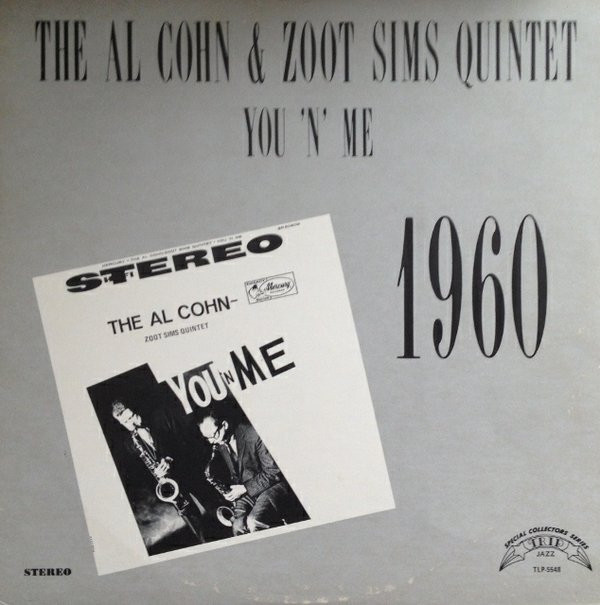 THE AL COHN & ZOOT SIMS QUINTET
YOU 'N' ME
1960
STEREO
THE AL COHN-
Mercury
ZOOT SIMS QUINTET
YOU 'N ME
STEREO
SPECIAL COLLECTORS SERIES
TRIP
JAZZ
TLP-5548